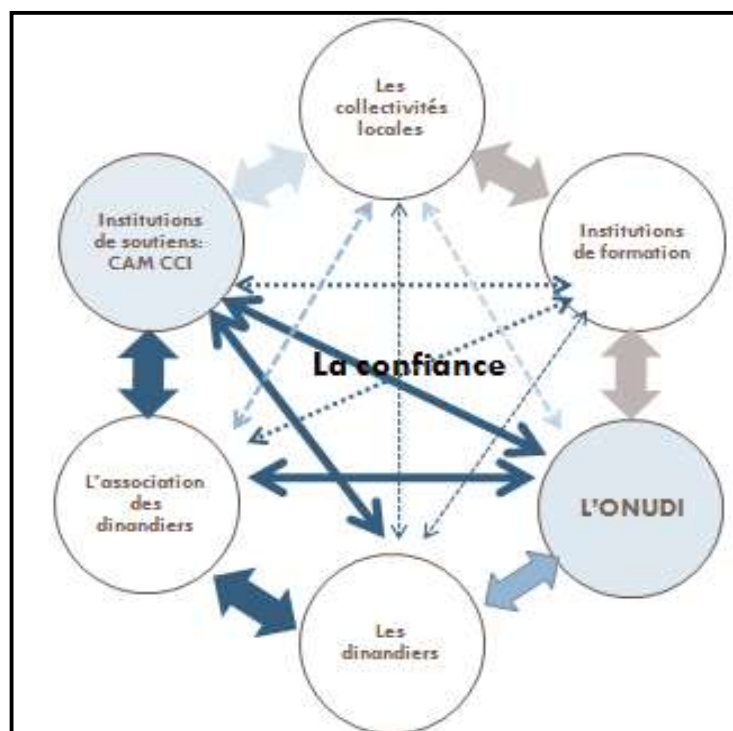 Les
collectivités
locales
Institutions
de soutiens:
CAM CCI
Institutions
de formation
La confiance
L'association
des
dinandiers
L'ONUDI
Les
dinandiers